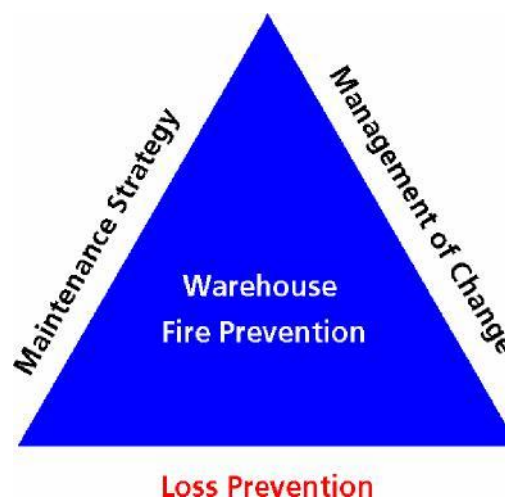 Maintenance Strategy
Management of Change
Warehouse
Fire Prevention
Loss Prevention